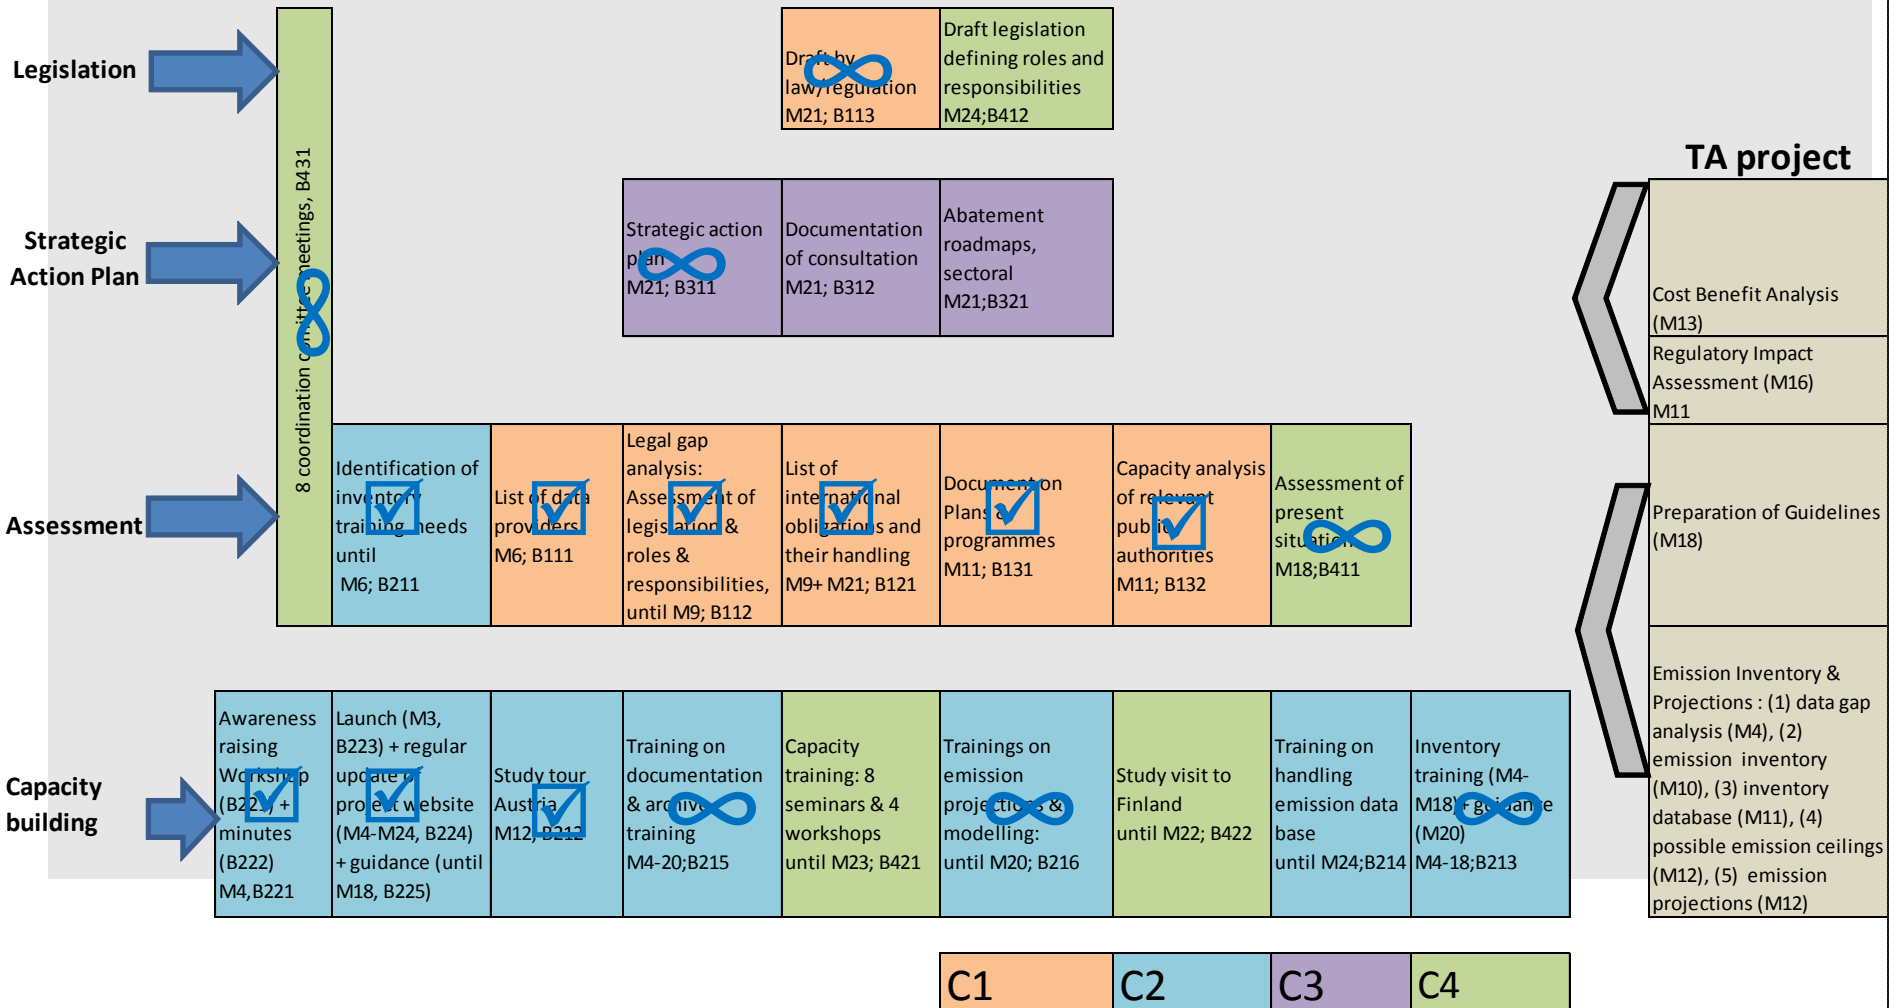 Legislation
Draft by
law/regulation
M21; B113
Draft legislation
defining roles and
responsibilities
M24;B412
8 coordination committee meetings, B431
TA project
Strategic
Action Plan
Strategic action
plan
M21; B311
Documentation
of consultation
M21; B312
Abatement
roadmaps,
sectoral
M21;B321
Cost Benefit Analysis
(M13)
Regulatory Impact
Assessment (M16)
M11
Assessment
Identification of
inventory
training needs
until
M6; B211
List of data
providers
M6; B111
Legal gap
analysis:
Assessment of
legislation &
roles &
responsibilities,
until M9; B112
List of
international
obligations and
their handling
M9+ M21; B121
Document on
Plans &
programmes
M11; B131
Capacity analysis
of relevant
public
authorities
M11; B132
Assessment of
present
situation
M18;B411
Preparation of Guidelines
(M18)
Capacity
building
Awareness
raising
Workshop
(B221) +
minutes
(B222)
M4,B221
Launch (M3,
B223) + regular
update of
project website
(M4-M24, B224)
+ guidance (until
M18, B225)
Study tour
Austria
M12, B212
Training on
documentation
& archive
training
M4-20;B215
Capacity
training: 8
seminars & 4
workshops
until M23; B421
Trainings on
emission
projections &
modelling:
until M20; B216
Study visit to
Finland
until M22; B422
Training on
handling
emission data
base
until M24;B214
Inventory
training (M4-
M18)+ guidance
(M20)
M4-18;B213
Emission Inventory &
Projections : (1) data gap
analysis (M4), (2)
emission inventory
(M10), (3) inventory
database (M11), (4)
possible emission ceilings
(M12), (5) emission
projections (M12)
C1
C2
C3
C4